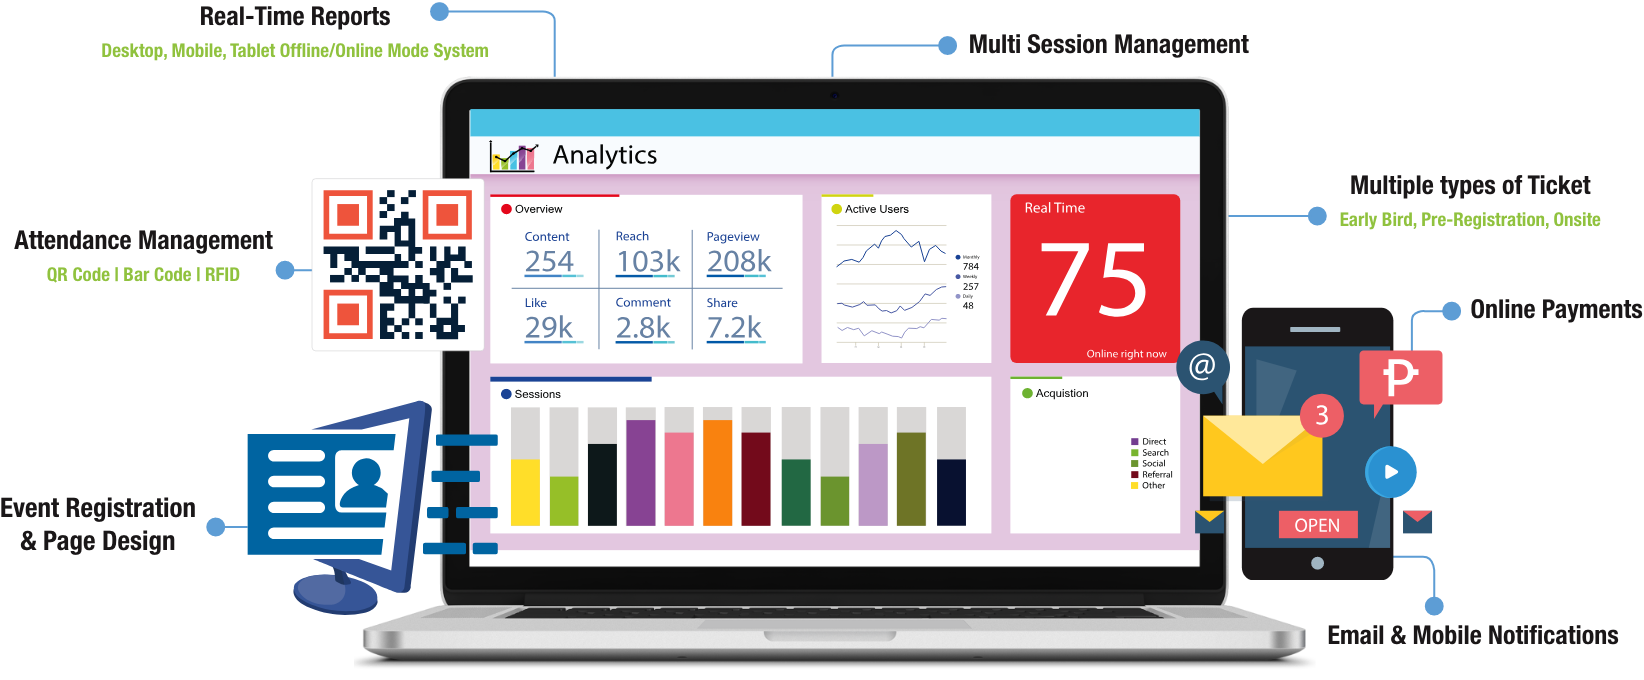 Real-Time Reports
Desktop, Mobile, Tablet Offline/Online Mode System
Multi Session Management
Analytics
Attendance Management
QR Code | Bar Code | RFID
Multiple types of Ticket
Early Bird, Pre-Registration, Onsite
Overview
Content
254
Reach
103k
Pageview
208k
Like
29k
Comment
2.8k
Share
7.2k
Active Users
Monthly
784
Weekly
257
Daily
48
Real Time
75
Online right now
Online Payments
@
3
OPEN
Sessions
Acquistion
Direct
Search
Social
Referral
Other
Event Registration
& Page Design
Email & Mobile Notifications